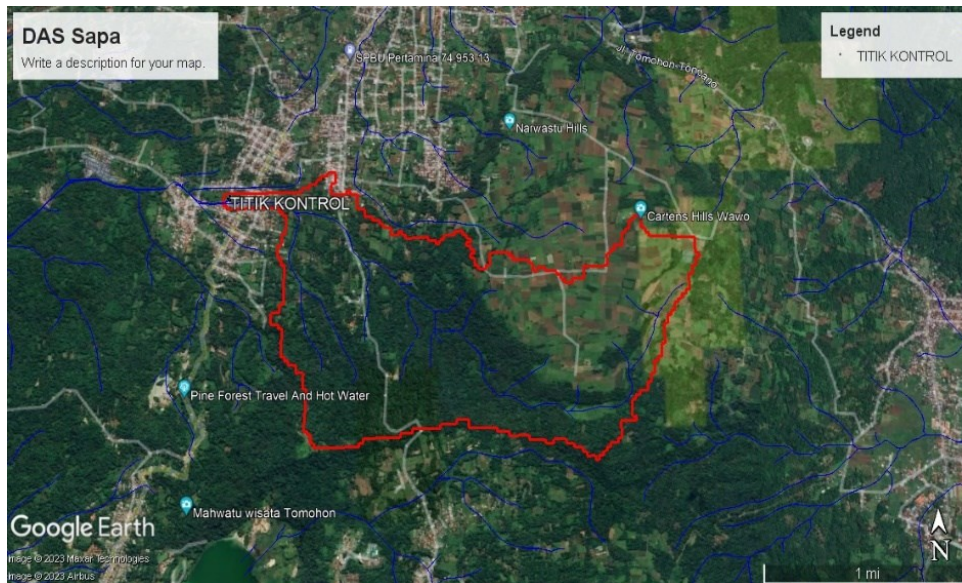 DAS Sapa
Write a description for your map.
Legend
TITIK KONTROL
SPBU Pertamina 74.953.13
Jl. Tomohon-Tondano
Narwastu Hills
TITIK KONTROL
Cartens Hills Wawo
Pine Forest Travel And Hot Water
Mahwatu wisata Tomohon
Google Earth
Image © 2023 Maxar Technologies
Image © 2023 Airbus
1 mi
N